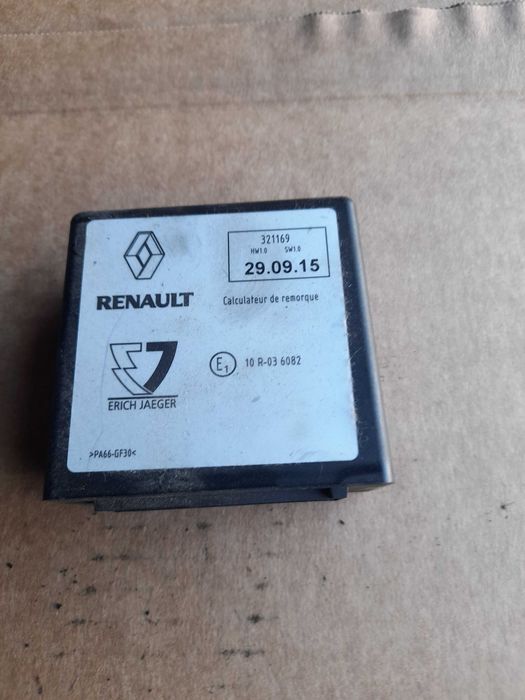 321169
HW1.0 SW1.0
29.09.15
RENAULT
Calculateur de remorque
E1 10 R-03 6082
ERICH JAEGER
>PA66-GF30<